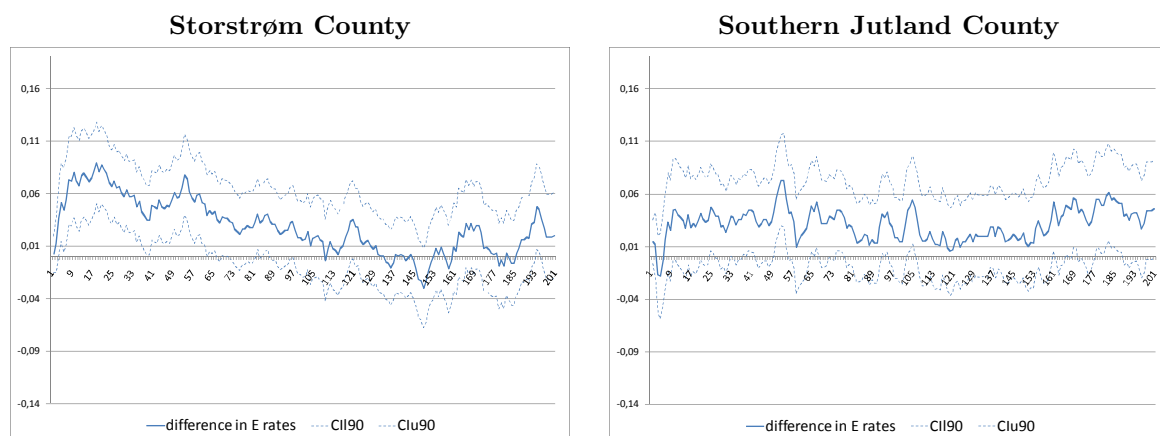 Storstrøm County
0,16
0,11
0,06
0,01
-0,04
-0,09
-0,14
1 9 17 25 33 41 49 57 65 73 81 89 97 105 113 121 129 137 145 153 161 169 177 185 193 201
difference in E rates CIl90 CIu90
Southern Jutland County
0,16
0,11
0,06
0,01
-0,04
-0,09
-0,14
1 9 17 25 33 41 49 57 65 73 81 89 97 105 113 121 129 137 145 153 161 169 177 185 193 201
difference in E rates CIl90 CIu90